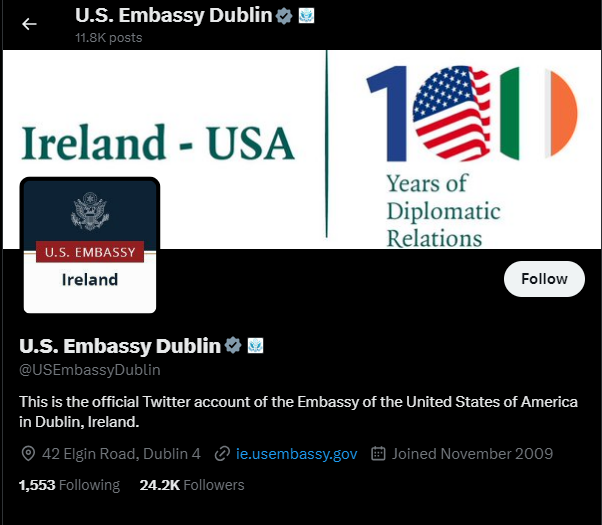 U.S. Embassy Dublin
11.8K posts
Ireland - USA
100
Years of
Diplomatic
Relations
U.S. EMBASSY
Ireland
Follow
U.S. Embassy Dublin
@USEmbassyDublin
This is the official Twitter account of the Embassy of the United States of America
in Dublin, Ireland.
42 Elgin Road, Dublin 4 ie.usembassy.gov Joined November 2009
1,553 Following 24.2K Followers